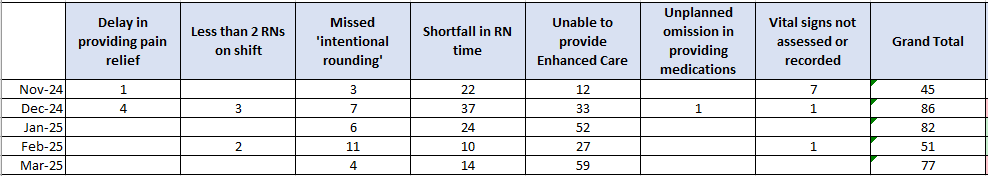 Delay in providing pain relief | Less than 2 RNs on shift | Missed 'intentional rounding' | Shortfall in RN time | Unable to provide Enhanced Care | Unplanned omission in providing medications | Vital signs not assessed or recorded | Grand Total
Nov-24 | 1 | | 3 | 22 | 12 | | 7 | 45
Dec-24 | 4 | 3 | 7 | 37 | 33 | 1 | 1 | 86
Jan-25 | | | 6 | 24 | 52 | | | 82
Feb-25 | | 2 | 11 | 10 | 27 | | 1 | 51
Mar-25 | | | 4 | 14 | 59 | | | 77